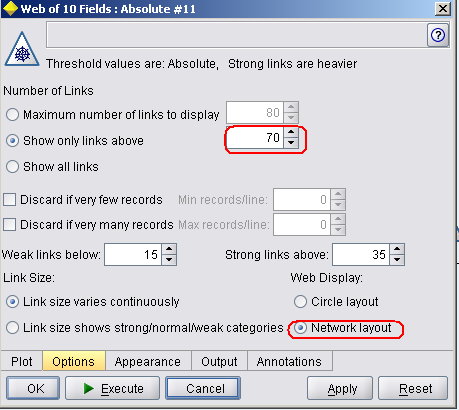 Web of 10 Fields : Absolute #11
?
Threshold values are: Absolute, Strong links are heavier
Number of Links
Maximum number of links to display 80
Show only links above 70
Show all links
Discard if very few records Min records/line: 0
Discard if very many records Max records/line: 0
Weak links below: 15 Strong links above: 35
Link Size: Web Display:
Link size varies continuously Circle layout
Link size shows strong/normal/weak categories Network layout
Plot Options Appearance Output Annotations
OK Execute Cancel Apply Reset